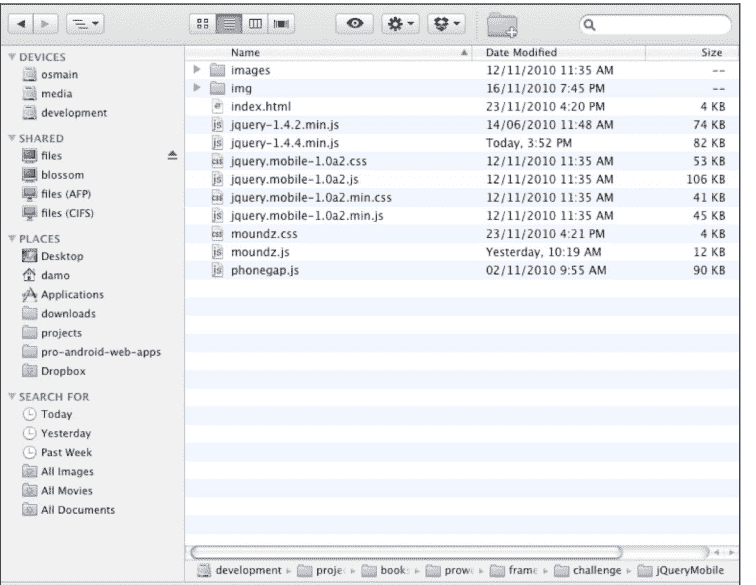 Name Date Modified Size
DEVICES
osmain
media
development
SHARED
files
blossom
files (AFP)
files (CIFS)
PLACES
Desktop
damo
Applications
downloads
projects
pro-android-web-apps
Dropbox
SEARCH FOR
Today
Yesterday
Past Week
All Images
All Movies
All Documents
images 12/11/2010 11:35 AM --
img 16/11/2010 7:45 PM --
index.html 23/11/2010 4:20 PM 4 KB
jquery-1.4.2.min.js 14/06/2010 11:48 AM 74 KB
jquery-1.4.4.min.js Today, 3:52 PM 82 KB
jquery.mobile-1.0a2.css 12/11/2010 11:35 AM 53 KB
jquery.mobile-1.0a2.js 12/11/2010 11:35 AM 106 KB
jquery.mobile-1.0a2.min.css 12/11/2010 11:35 AM 41 KB
jquery.mobile-1.0a2.min.js 12/11/2010 11:35 AM 45 KB
moundz.css 23/11/2010 4:21 PM 4 KB
moundz.js Yesterday, 10:19 AM 12 KB
phonegap.js 02/11/2010 9:55 AM 90 KB
development proje book prow frame challenge jQueryMobile